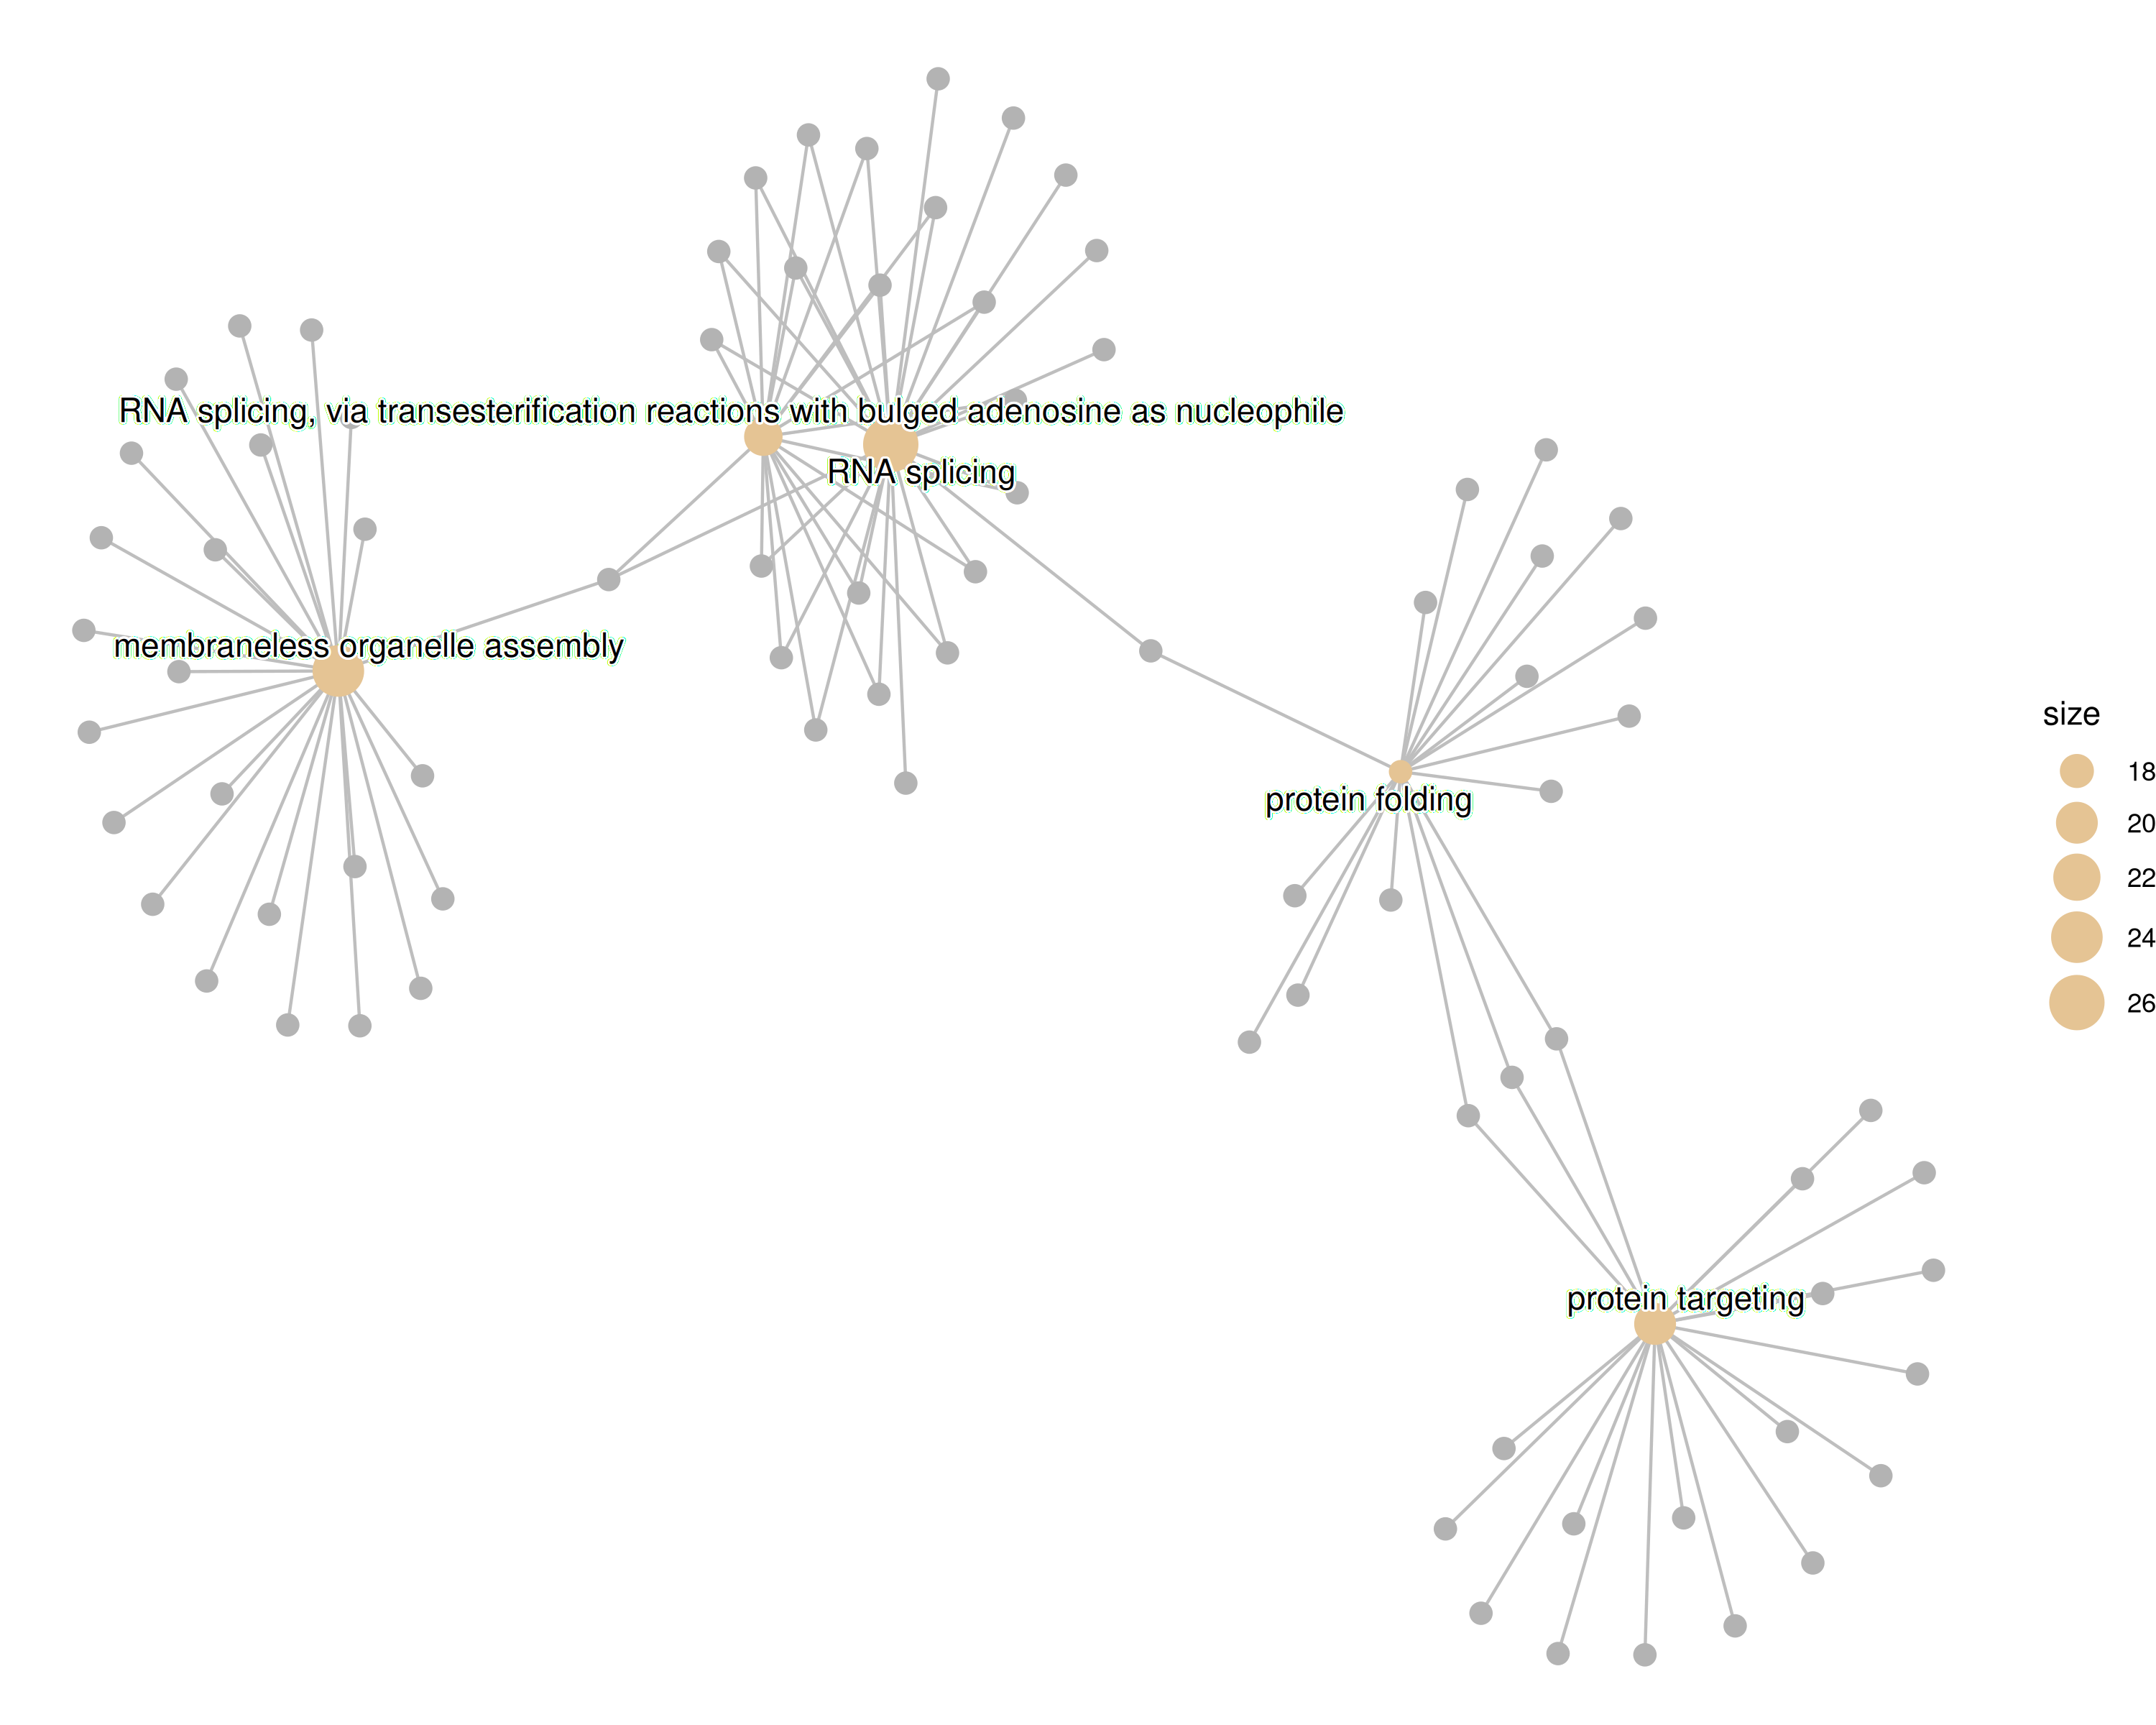 RNA splicing, via transesterification reactions with bulged adenosine as nucleophile
RNA splicing
membraneless organelle assembly
protein folding
protein targeting
size
18
20
22
24
26